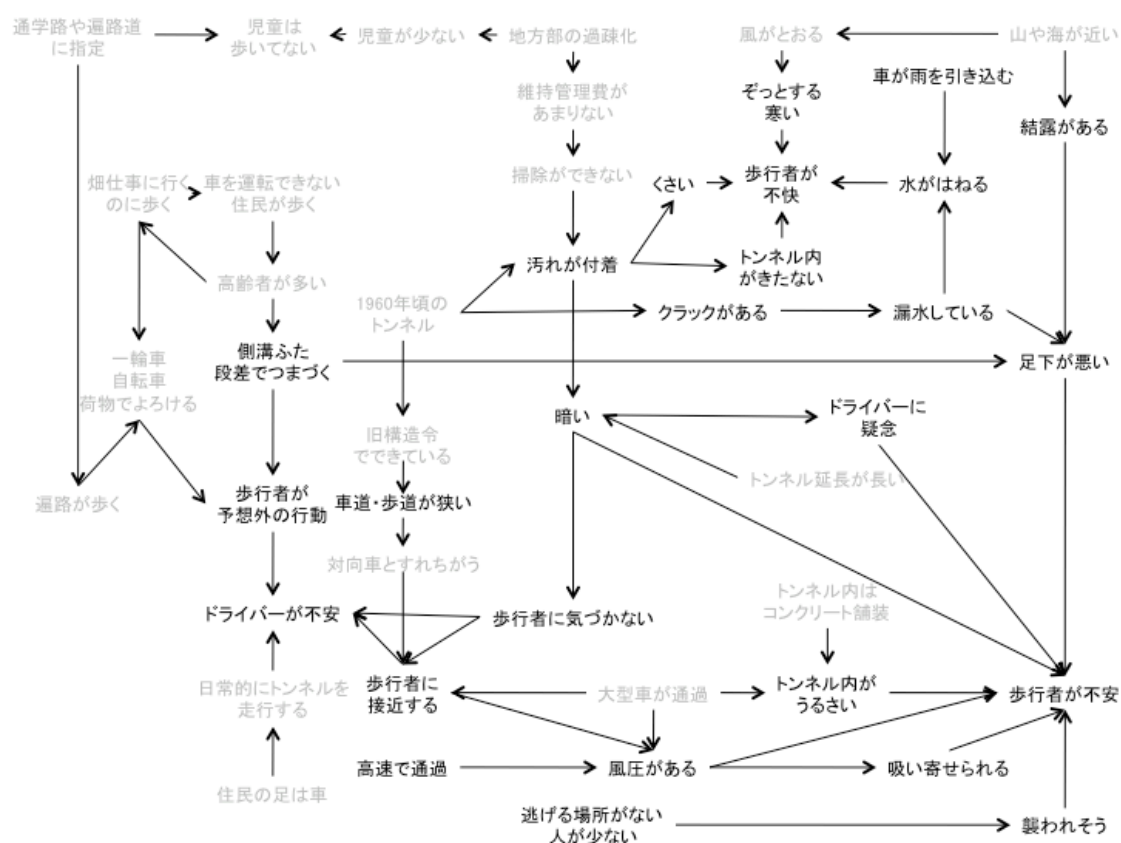 通学路や遍路道
に指定
児童は
歩いてない
児童が少ない
地方部の過疎化
風がとおる
山や海が近い
維持管理費が
あまりない
ぞっとする
寒い
車が雨を引き込む
結露がある
掃除ができない
畑仕事に行く
のに歩く
車を運転できない
住民が歩く
くさい
歩行者が
不快
水がはねる
汚れが付着
トンネル内
がきたない
高齢者が多い
1960年頃の
トンネル
クラックがある
漏水している
側溝ふた
段差でつまづく
足下が悪い
一輪車
自転車
荷物でよろける
暗い
ドライバーに
疑念
旧構造令
でできている
トンネル延長が長い
遍路が歩く
歩行者が
予想外の行動
車道・歩道が狭い
対向車とすれちがう
ドライバーが不安
歩行者に気づかない
トンネル内は
コンクリート舗装
日常的にトンネルを
走行する
歩行者に
接近する
大型車が通過
トンネル内が
うるさい
歩行者が不安
高速で通過
風圧がある
吸い寄せられる
住民の足は車
逃げる場所がない
人が少ない
襲われそう